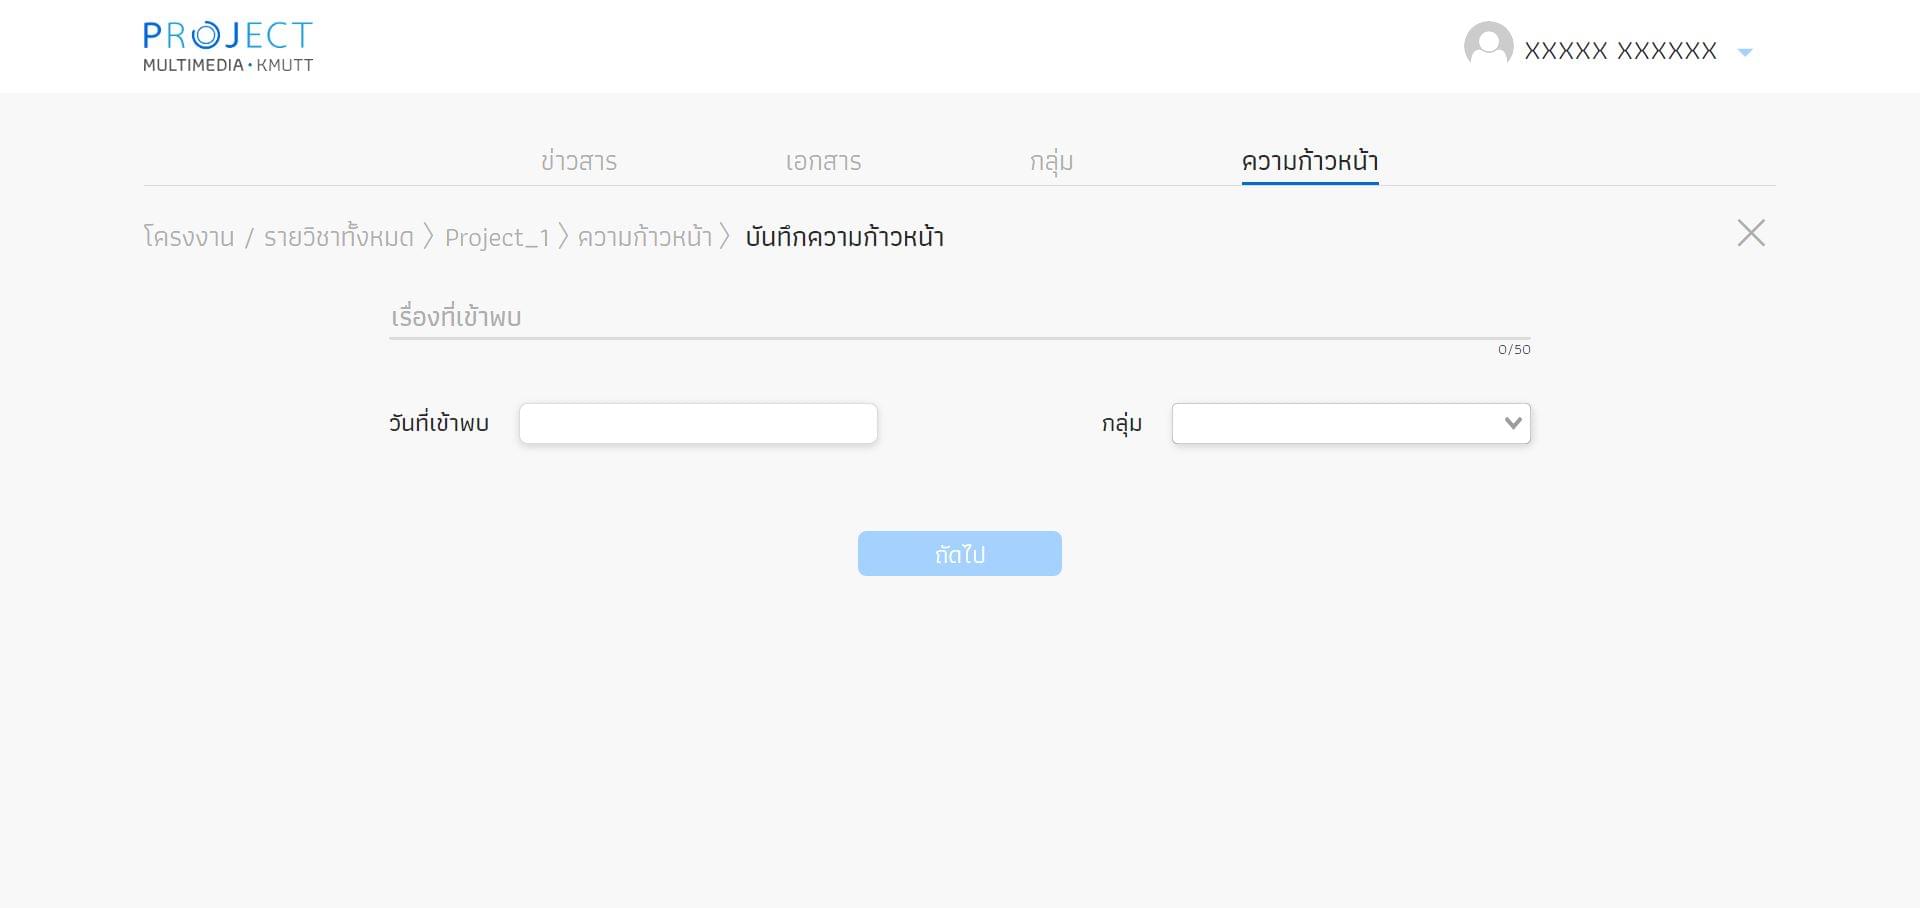 PROJECT
MULTIMEDIA • KMUTT
XXXXX XXXXXX
ข่าวสาร เอกสาร กลุ่ม ความก้าวหน้า
โครงงาน / รายวิชาทั้งหมด 〉 Project_1 〉 ความก้าวหน้า 〉 บันทึกความก้าวหน้า
เรื่องที่เข้าพบ
0/50
วันที่เข้าพบ กลุ่ม
ถัดไป